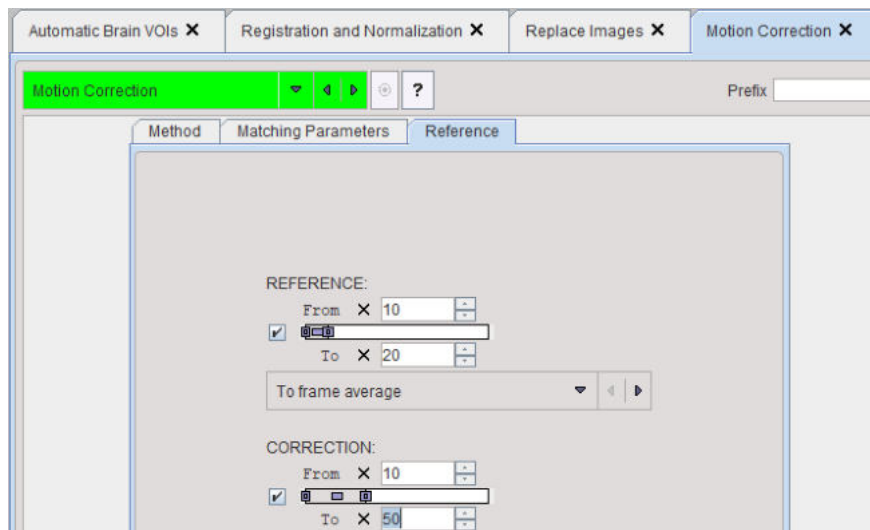 Automatic Brain VOIs ✕ Registration and Normalization ✕ Replace Images ✕ Motion Correction ✕
Motion Correction ? Prefix
Method Matching Parameters Reference
REFERENCE:
From ✕ 10
To ✕ 20
To frame average
CORRECTION:
From ✕ 10
To ✕ 50